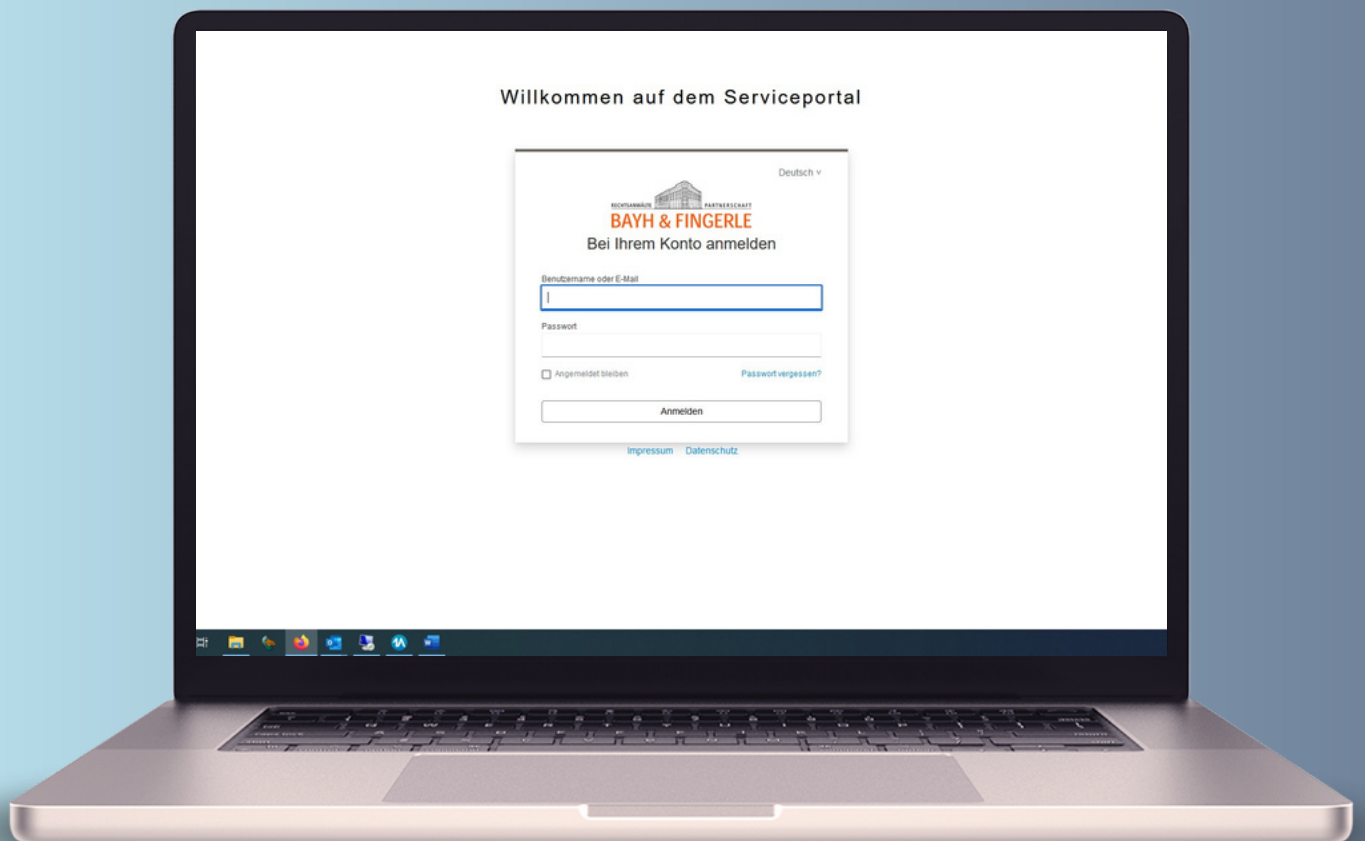 Willkommen auf dem Serviceportal
Deutsch
RECHTSANWÄLTE PARTNERSCHAFT
BAYH & FINGERLE
Bei Ihrem Konto anmelden
Benutzername oder E-Mail
Passwort
Angemeldet bleiben Passwort vergessen?
Anmelden
Impressum Datenschutz